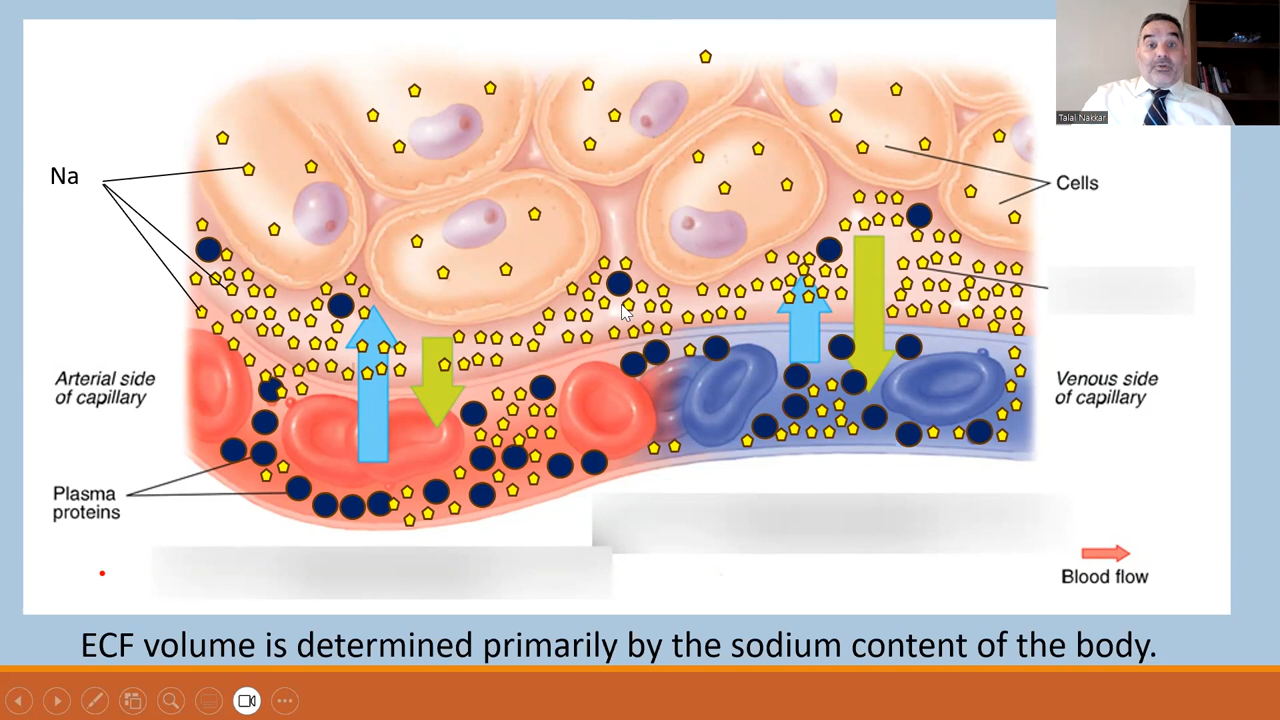 Talal Nakkar
Na
Cells
Arterial side
of capillary
Venous side
of capillary
Plasma
proteins
Blood flow
ECF volume is determined primarily by the sodium content of the body.